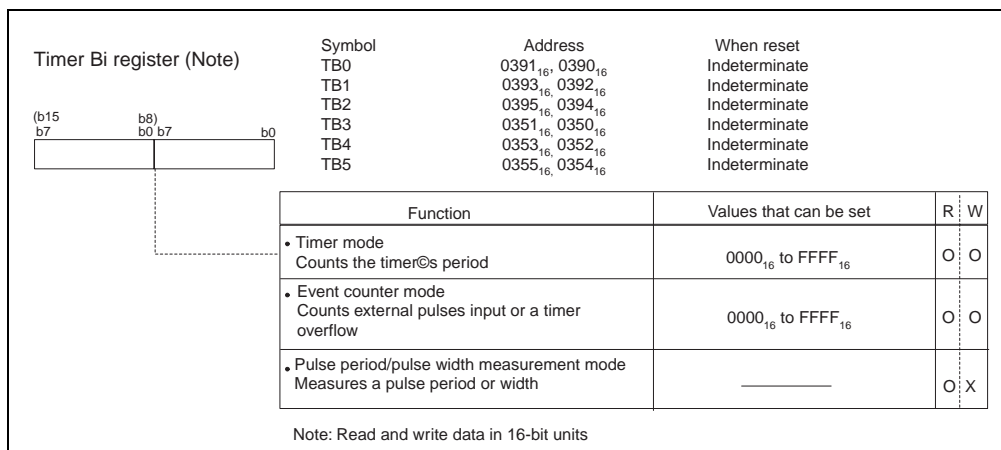 Timer Bi register (Note)
Symbol Address When reset
TB0 0391₁₆, 0390₁₆ Indeterminate
TB1 0393₁₆, 0392₁₆ Indeterminate
TB2 0395₁₆, 0394₁₆ Indeterminate
TB3 0351₁₆, 0350₁₆ Indeterminate
TB4 0353₁₆, 0352₁₆ Indeterminate
TB5 0355₁₆, 0354₁₆ Indeterminate
(b15 b8)
b7 b0 b7 b0
Function Values that can be set R W
• Timer mode
Counts the timer©s period 0000₁₆ to FFFF₁₆ O O
• Event counter mode
Counts external pulses input or a timer
overflow 0000₁₆ to FFFF₁₆ O O
• Pulse period/pulse width measurement mode
Measures a pulse period or width O X
Note: Read and write data in 16-bit units